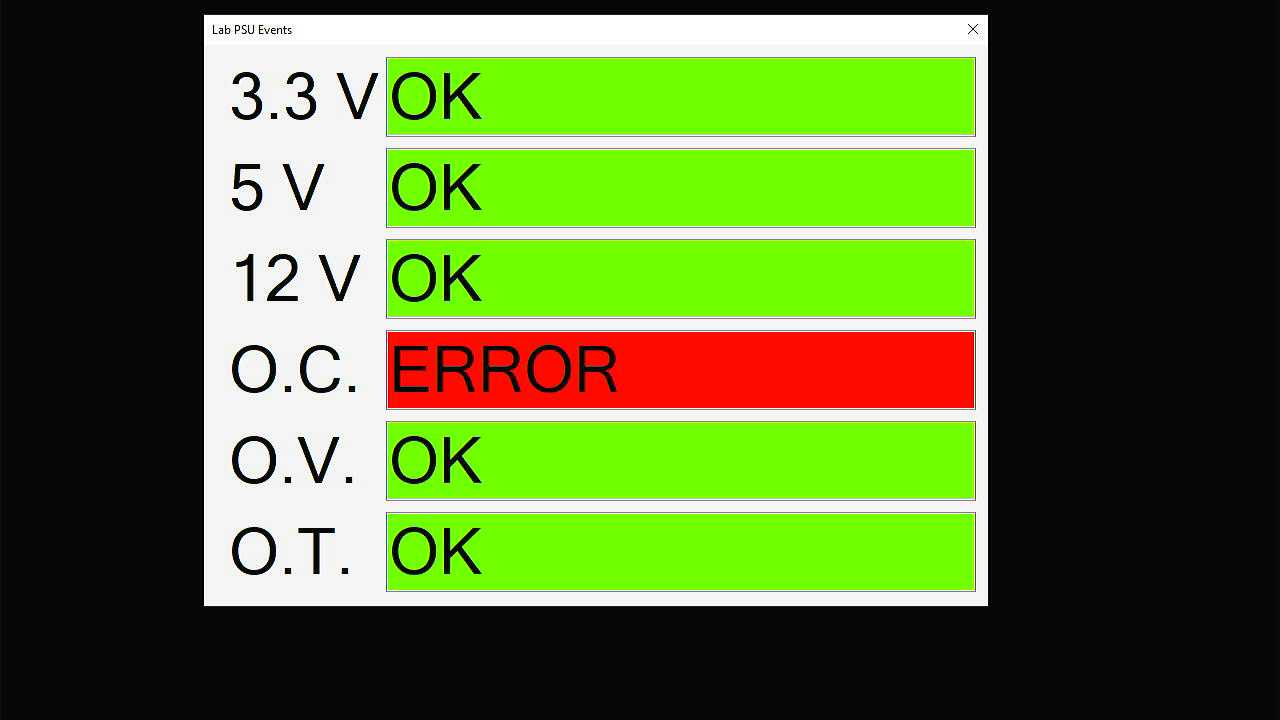 Lab PSU Events
3.3 V OK
5 V OK
12 V OK
O.C. ERROR
O.V. OK
O.T. OK